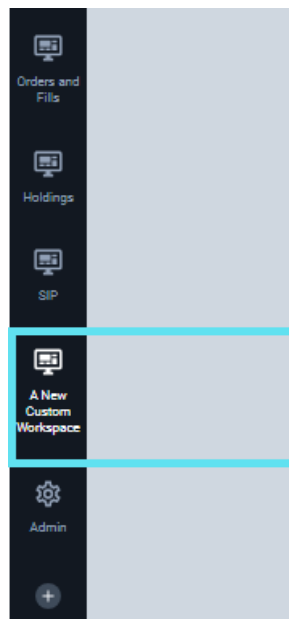 Orders and
Fills
Holdings
SIP
A New
Custom
Workspace
Admin